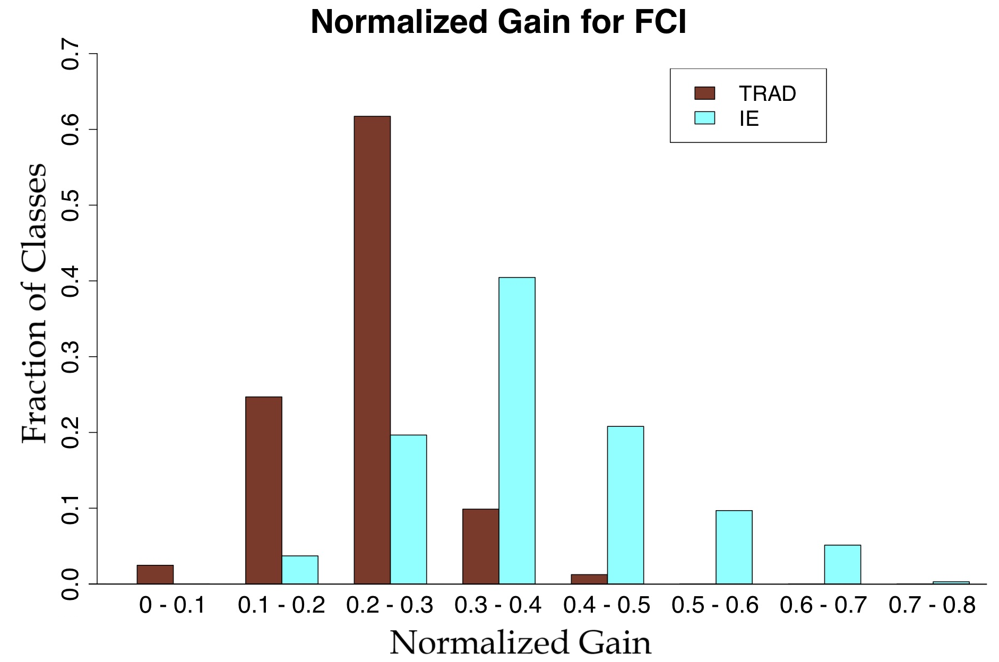 Normalized Gain for FCI
TRAD
IE
Fraction of Classes
0.7
0.6
0.5
0.4
0.3
0.2
0.1
0.0
0 - 0.1
0.1 - 0.2
0.2 - 0.3
0.3 - 0.4
0.4 - 0.5
0.5 - 0.6
0.6 - 0.7
0.7 - 0.8
Normalized Gain